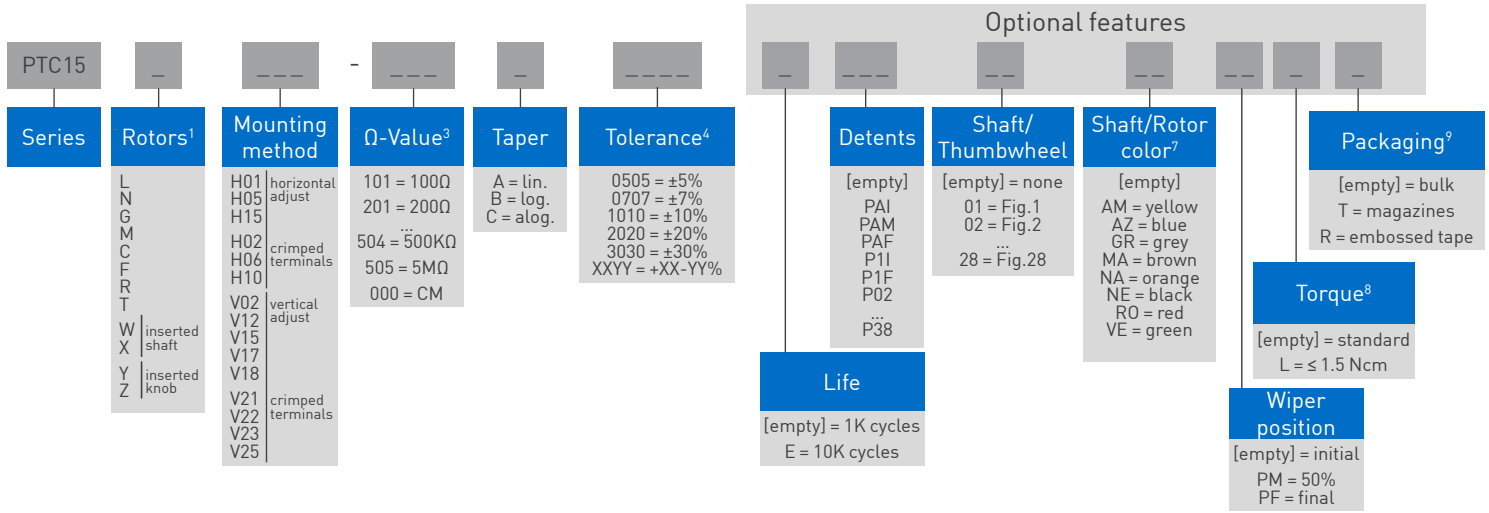 Optional features
PTC15 _ _ _ _ - _ _ _ _ _ _ _ _ _ _ _ _ _ _ _ _ _ _ _ _ _
Series
Rotors¹
L
N
G
M
C
F
R
T
W
X
inserted
shaft
Y
Z
inserted
knob
Mounting
method
H01
H05
H15
horizontal
adjust
H02
H06
H10
crimped
terminals
V02
V12
V15
V17
V18
vertical
adjust
V21
V22
V23
V25
crimped
terminals
Ω-Value³
101 = 100Ω
201 = 200Ω
...
504 = 500KΩ
505 = 5MΩ
000 = CM
Taper
A = lin.
B = log.
C = alog.
Tolerance⁴
0505 = ±5%
0707 = ±7%
1010 = ±10%
2020 = ±20%
3030 = ±30%
XXYY = +XX-YY%
Life
[empty] = 1K cycles
E = 10K cycles
Detents
[empty]
PAI
PAM
PAF
P1I
P1F
P02
...
P38
Shaft/
Thumbwheel
[empty] = none
01 = Fig.1
02 = Fig.2
...
28 = Fig.28
Shaft/Rotor
color⁷
[empty]
AM = yellow
AZ = blue
GR = grey
MA = brown
NA = orange
NE = black
RO = red
VE = green
Wiper
position
[empty] = initial
PM = 50%
PF = final
Torque⁸
[empty] = standard
L = ≤ 1.5 Ncm
Packaging⁹
[empty] = bulk
T = magazines
R = embossed tape